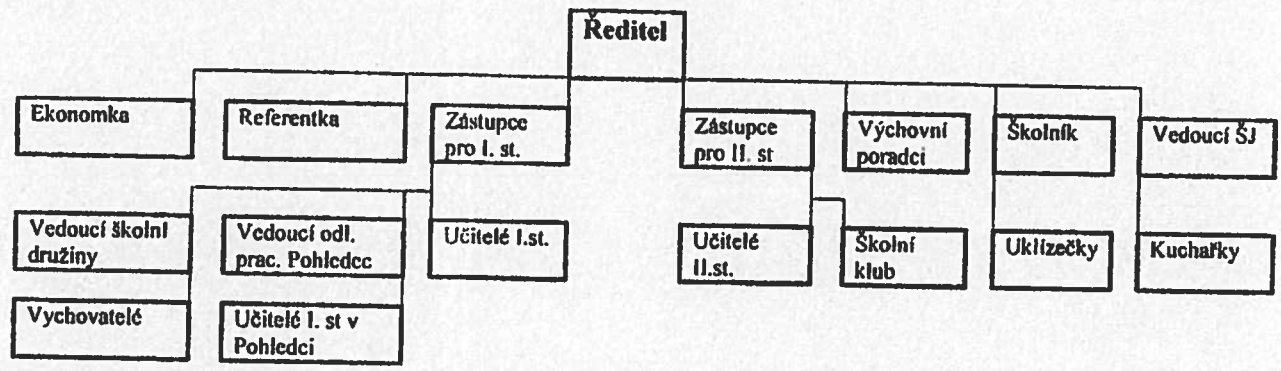 Ředitel
Ekonomka
Referentka
Zástupce
pro I. st.
Zástupce
pro II. st
Výchovní
poradci
Školník
Vedoucí ŠJ
Vedoucí školní
družiny
Vedoucí odl.
prac. Pohledec
Učitelé I.st.
Učitelé
II.st.
Školní
klub
Uklízečky
Kuchařky
Vychovatelé
Učitelé I. st v
Pohledci